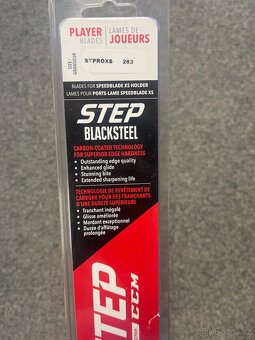 PLAYER
BLADES
LAMES DE
JOUEURS
SIZE/
GRANDEUR
STPROXS 263
BLADES FOR SPEEDBLADE XS HOLDER
LAMES POUR PORTE-LAME SPEEDBLADE XS
STEP
BLACKSTEEL
CARBON COATED TECHNOLOGY
FOR SUPERIOR EDGE HARDNESS
• Outstanding edge quality
• Enhanced glide
• Stunning bite
• Extended sharpening life
TECHNOLOGIE DE REVÊTEMENT DE
CARBONE POUR DES TRANCHANTS
D'UNE DURETÉ SUPÉRIEURE
• Tranchant inégalé
• Glisse améliorée
• Mordant exceptionnel
• Durée d'affûtage
prolongée
STEP
CCM